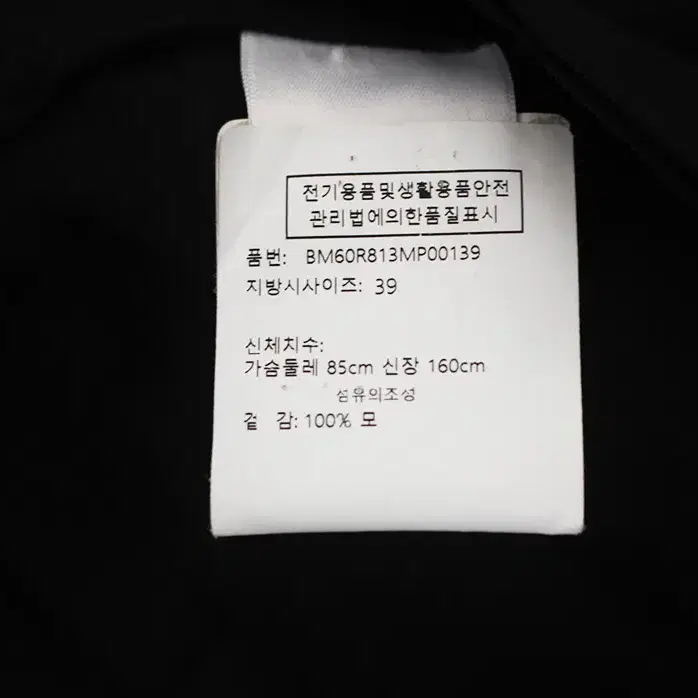 전기용품및생활용품안전
관리법에의한품질표시
품번: BM60R813MP00139
지방시사이즈: 39
신체치수:
가슴둘레 85cm 신장 160cm
섬유의조성
겉 감: 100% 모